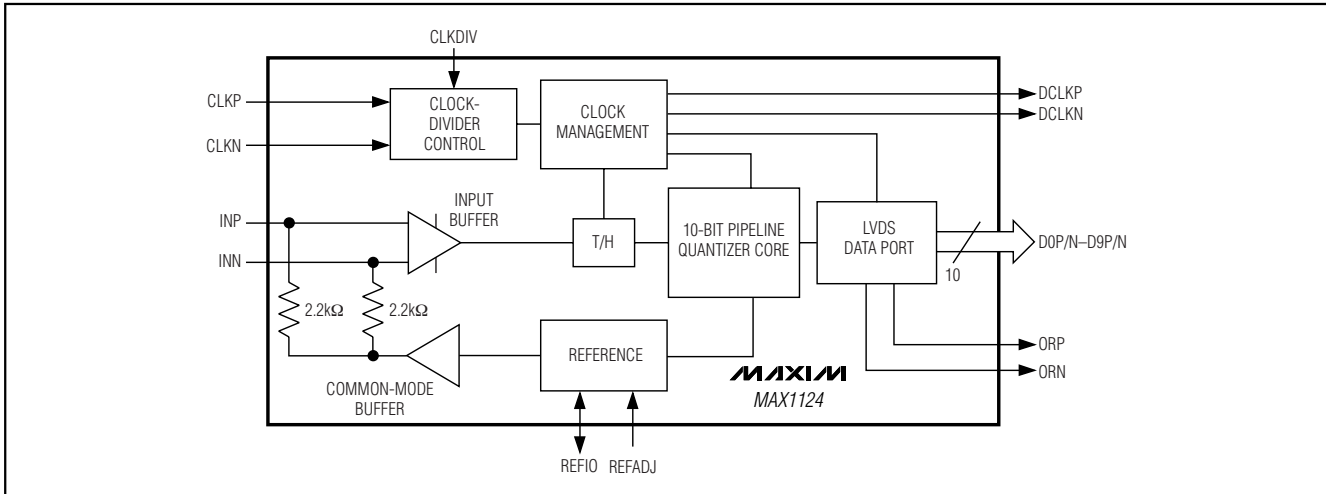 CLKDIV
CLKP
CLKN
CLOCK-
DIVIDER
CONTROL
CLOCK
MANAGEMENT
DCLKP
DCLKN
INP
INN
INPUT
BUFFER
T/H
10-BIT PIPELINE
QUANTIZER CORE
LVDS
DATA PORT
10
D0P/N–D9P/N
2.2kΩ
2.2kΩ
COMMON-MODE
BUFFER
REFERENCE
MAXIM
MAX1124
ORP
ORN
REFIO
REFADJ